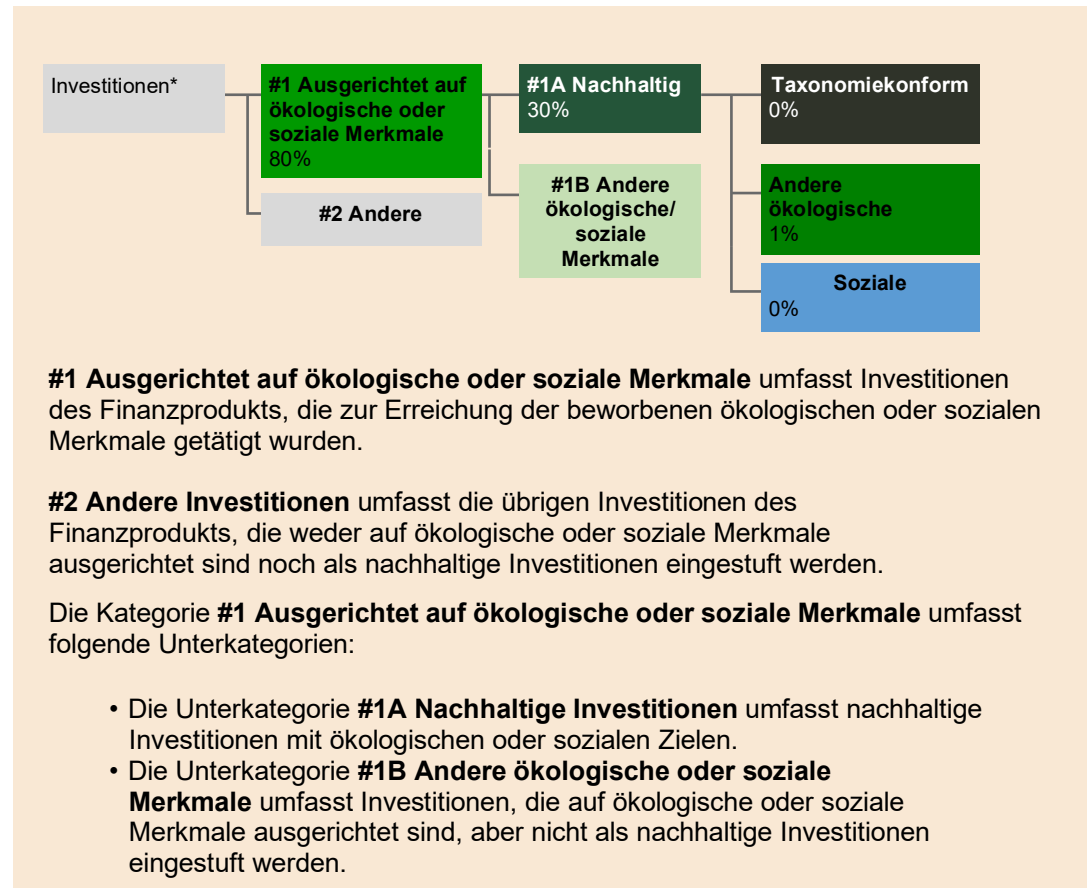 Investitionen*
#1 Ausgerichtet auf
ökologische oder
soziale Merkmale
80%
#2 Andere
#1A Nachhaltig
30%
#1B Andere
ökologische/
soziale
Merkmale
Taxonomiekonform
0%
Andere
ökologische
1%
Soziale
0%
#1 Ausgerichtet auf ökologische oder soziale Merkmale umfasst Investitionen
des Finanzprodukts, die zur Erreichung der beworbenen ökologischen oder sozialen
Merkmale getätigt wurden.
#2 Andere Investitionen umfasst die übrigen Investitionen des
Finanzprodukts, die weder auf ökologische oder soziale Merkmale
ausgerichtet sind noch als nachhaltige Investitionen eingestuft werden.
Die Kategorie #1 Ausgerichtet auf ökologische oder soziale Merkmale umfasst
folgende Unterkategorien:
• Die Unterkategorie #1A Nachhaltige Investitionen umfasst nachhaltige
Investitionen mit ökologischen oder sozialen Zielen.
• Die Unterkategorie #1B Andere ökologische oder soziale
Merkmale umfasst Investitionen, die auf ökologische oder soziale
Merkmale ausgerichtet sind, aber nicht als nachhaltige Investitionen
eingestuft werden.